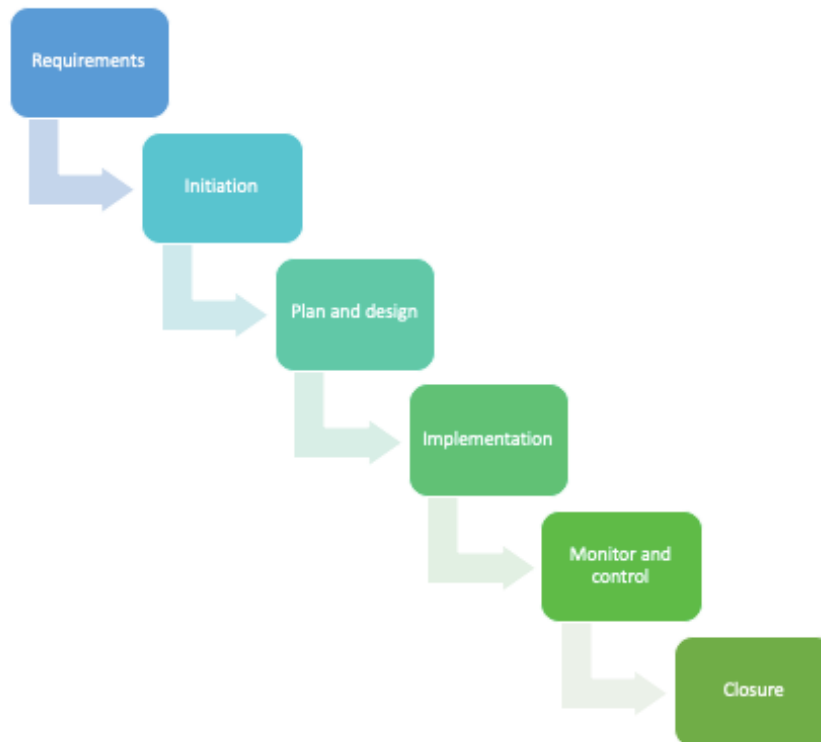 Requirements
Initiation
Plan and design
Implementation
Monitor and
control
Closure